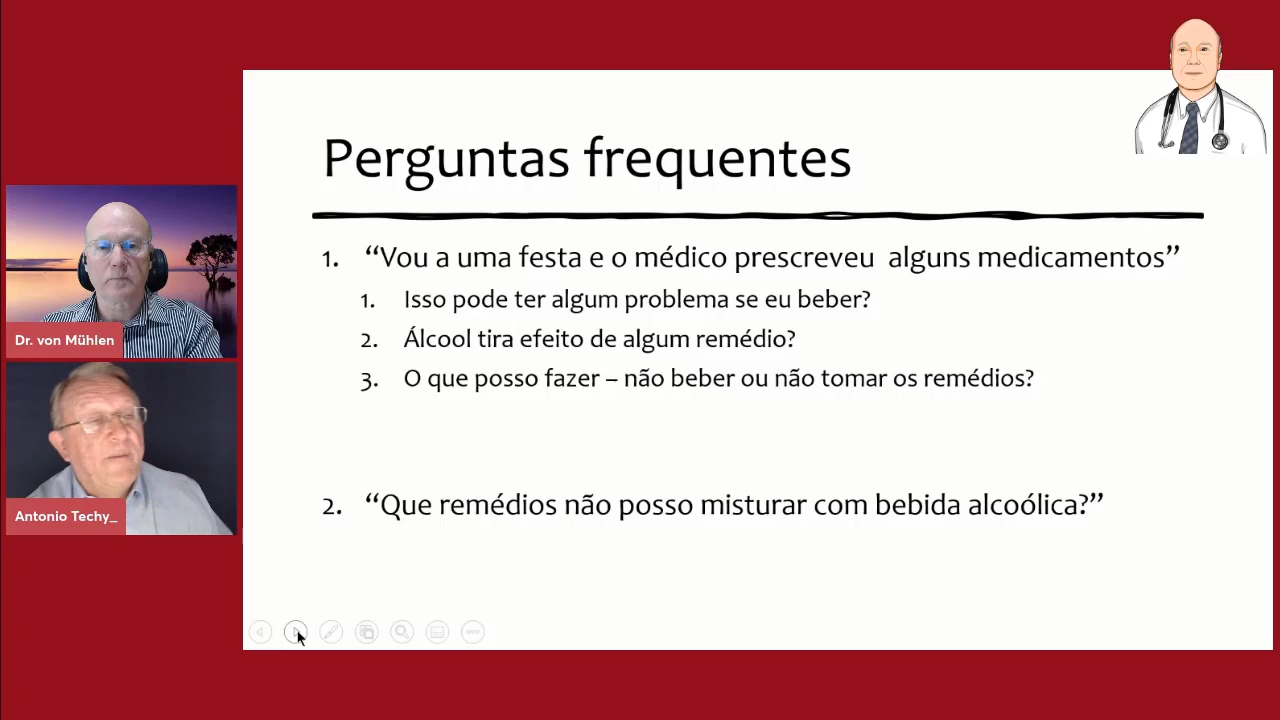 Perguntas frequentes
1. “Vou a uma festa e o médico prescreveu alguns medicamentos”
1. Isso pode ter algum problema se eu beber?
2. Álcool tira efeito de algum remédio?
3. O que posso fazer – não beber ou não tomar os remédios?
2. “Que remédios não posso misturar com bebida alcoólica?”
Dr. von Mühlen
Antonio Techy_